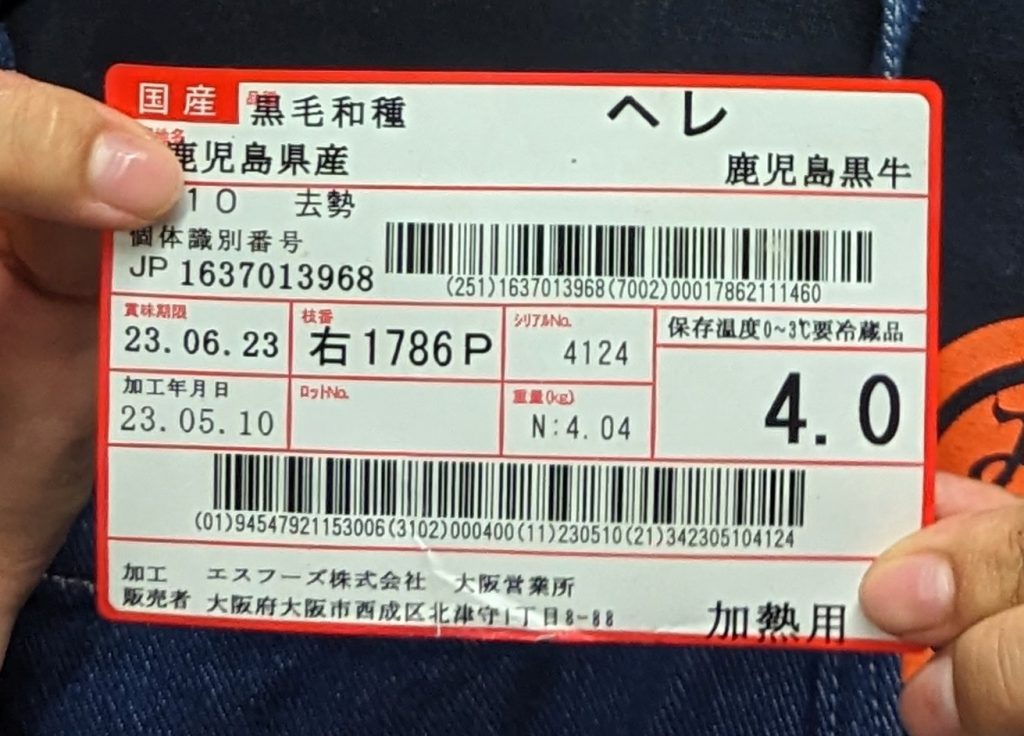 国産 品種 黒毛和種 ヘレ
鹿児島県産 鹿児島黒牛
10 去勢
個体識別番号
JP 1637013968
(251)1637013968(7002)00017862111460
賞味期限 23.06.23
枝番 右1786P
シリアルNo. 4124
保存温度0~3℃要冷蔵品
加工年月日 23.05.10
ロットNo.
重量(kg) N:4.04
4.0
(01)94547921153006(3102)000400(11)230510(21)342305104124
加工 エスフーズ株式会社 大阪営業所
販売者 大阪府大阪市西成区北津守1丁目8-88
加熱用